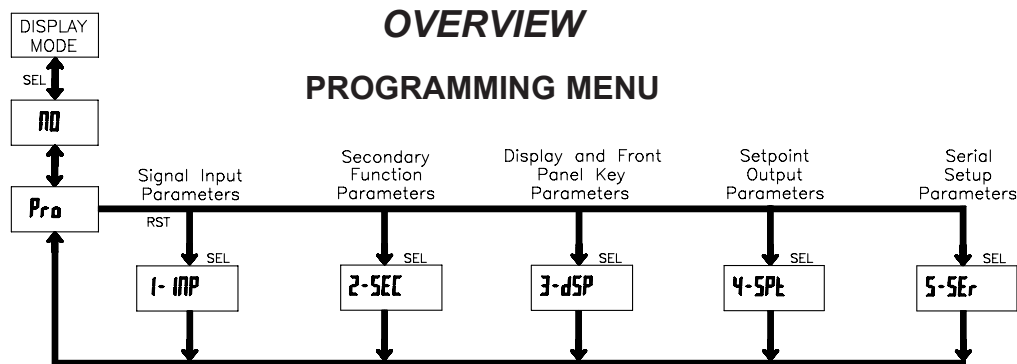 OVERVIEW
PROGRAMMING MENU
DISPLAY
MODE
SEL
NO
Pro
RST
Signal Input
Parameters
SEL
1-INP
Secondary
Function
Parameters
SEL
2-SEC
Display and Front
Panel Key
Parameters
SEL
3-dSP
Setpoint
Output
Parameters
SEL
4-SPt
Serial
Setup
Parameters
SEL
5-SEr